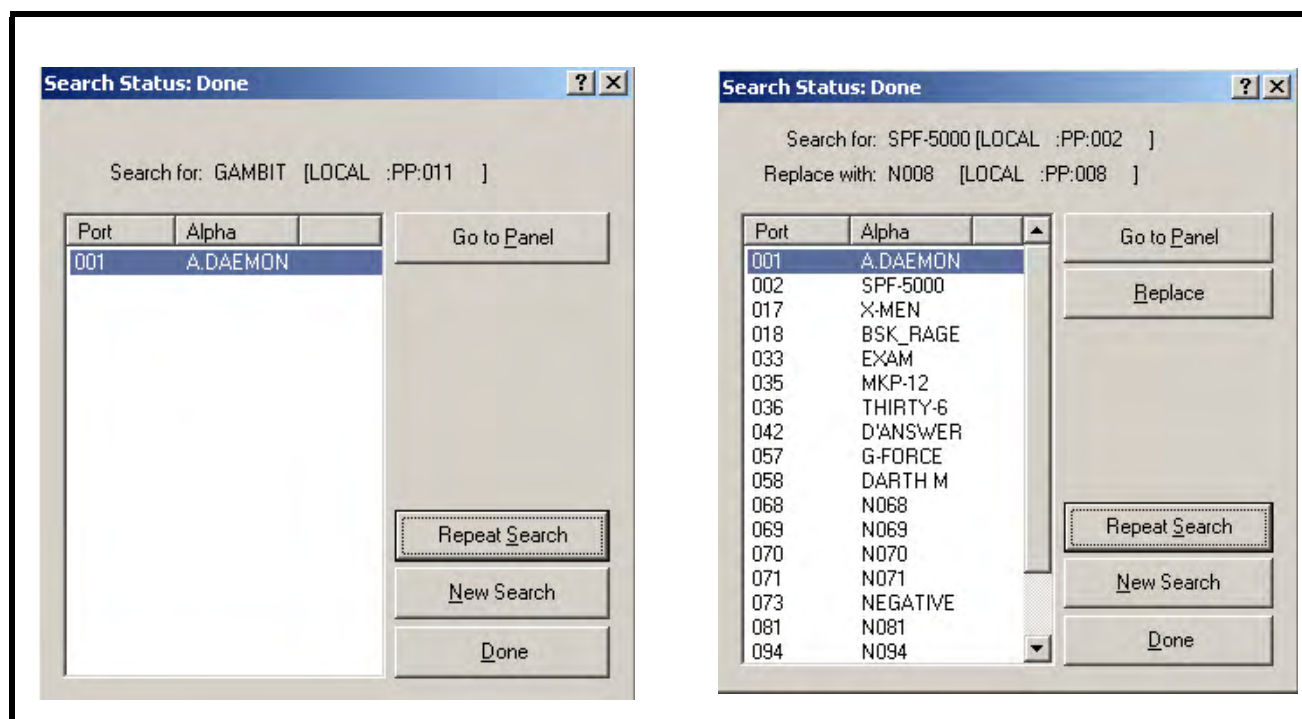 Search Status: Done
Search for: GAMBIT [LOCAL :PP:011 ]
Port Alpha
001 A.DAEMON
Go to Panel
Repeat Search
New Search
Done
Search Status: Done
Search for: SPF-5000 [LOCAL :PP:002 ]
Replace with: N008 [LOCAL :PP:008 ]
Port Alpha
001 A.DAEMON
002 SPF-5000
017 X-MEN
018 BSK_RAGE
033 EXAM
035 MKP-12
036 THIRTY-6
042 D'ANSWER
057 G-FORCE
058 DARTH M
068 N068
069 N069
070 N070
071 N071
073 NEGATIVE
081 N081
094 N094
Go to Panel
Replace
Repeat Search
New Search
Done